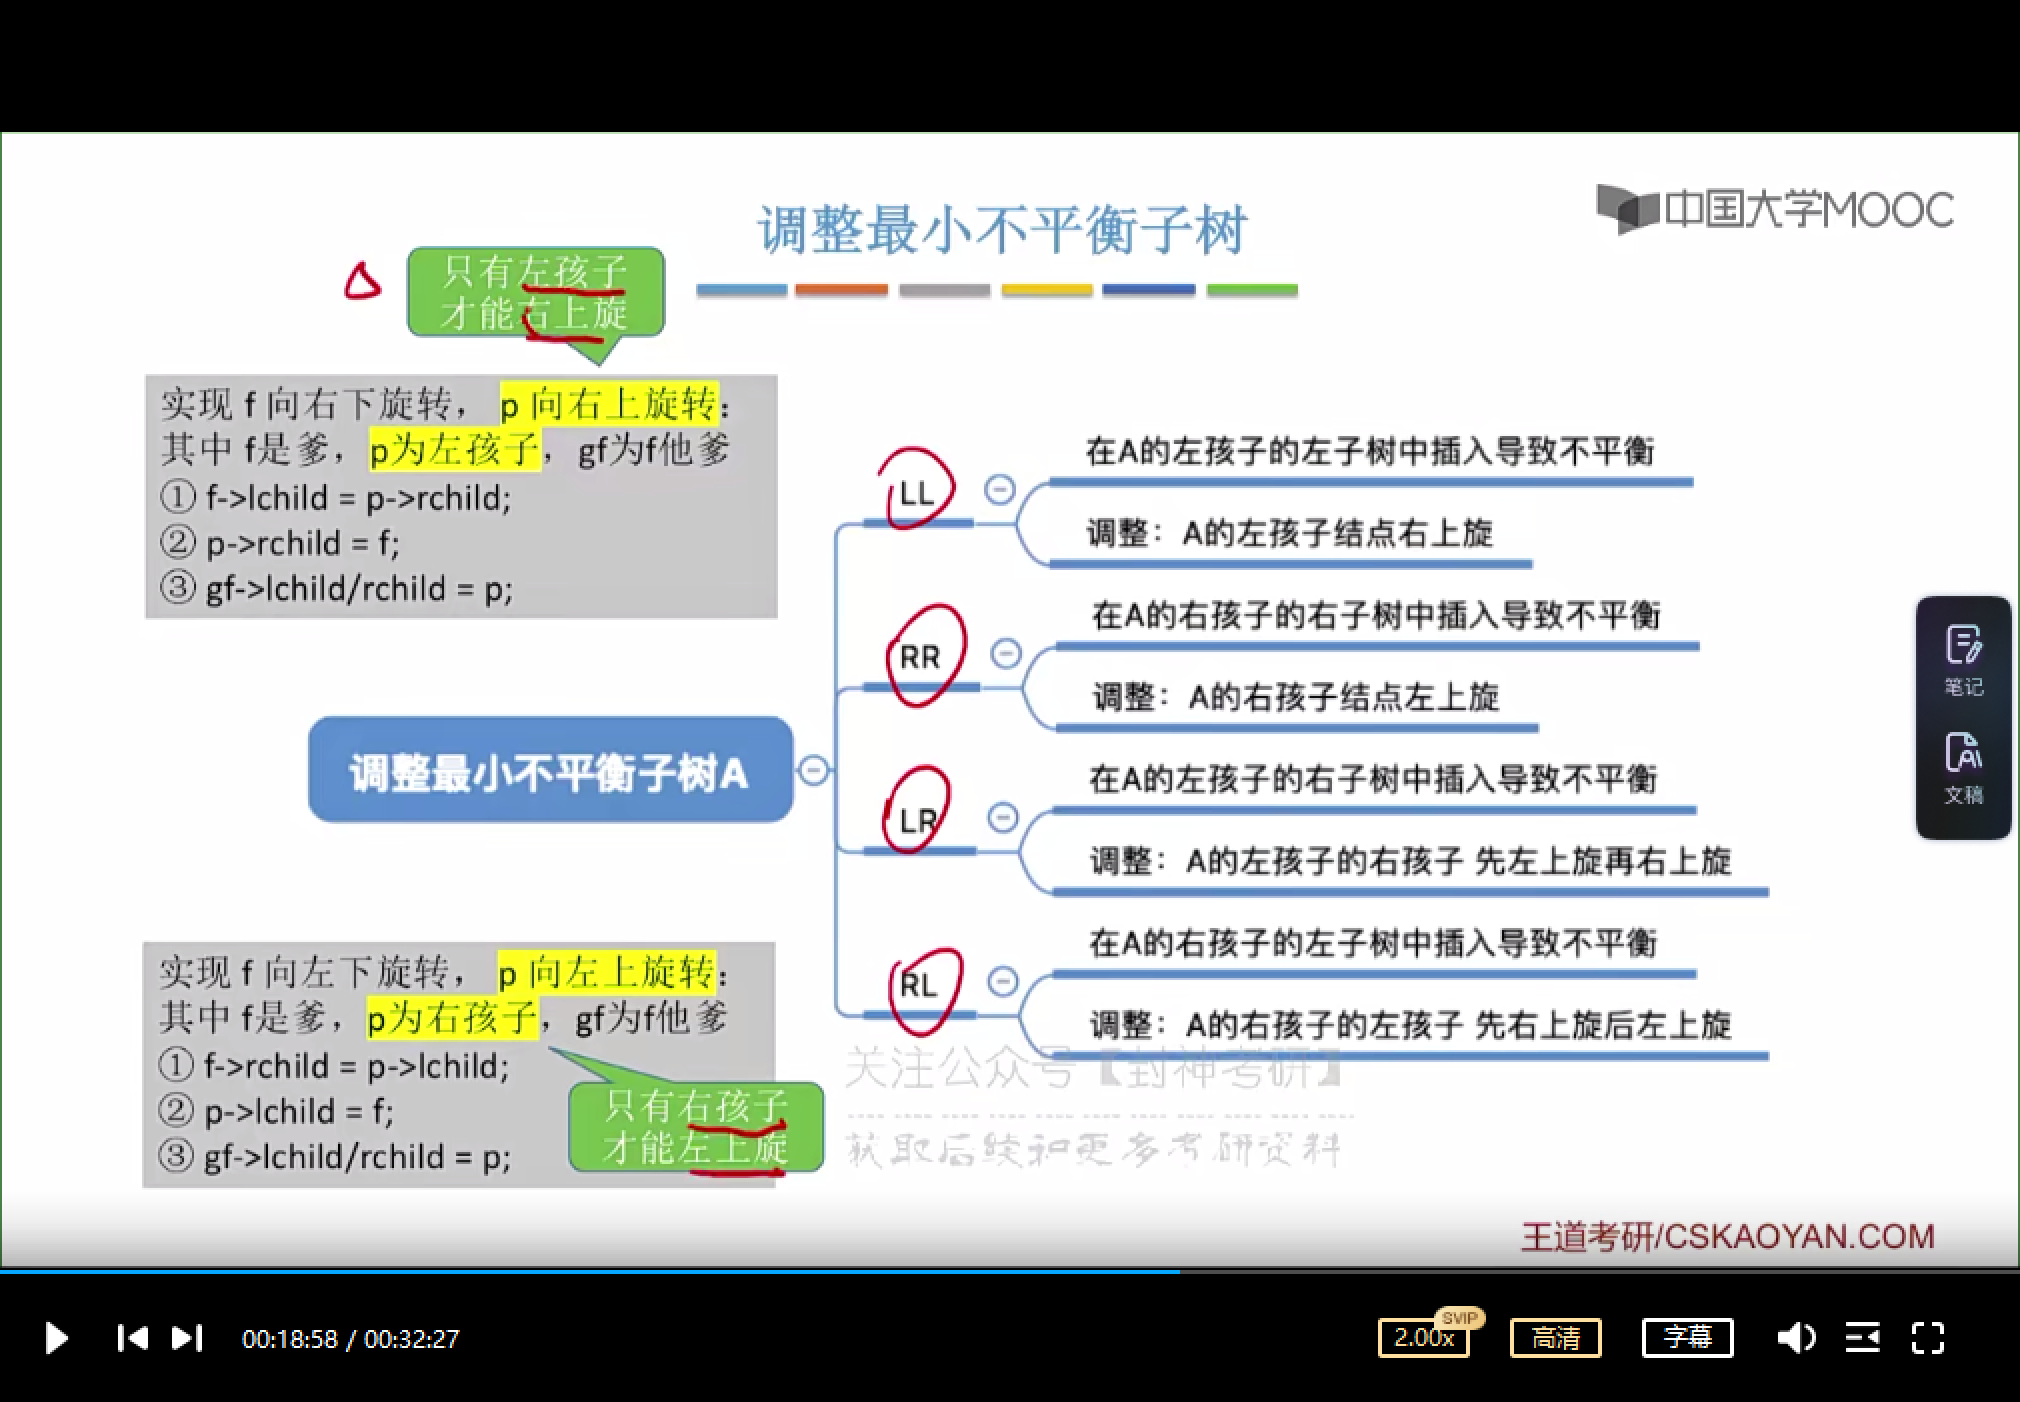 中国大学MOOC
调整最小不平衡子树
只有左孩子
才能右上旋
实现 f 向右下旋转，p 向右上旋转：
其中 f是爹，p为左孩子，gf为f他爹
① f->lchild = p->rchild;
② p->rchild = f;
③ gf->lchild/rchild = p;
调整最小不平衡子树A
LL
在A的左孩子的左子树中插入导致不平衡
调整：A的左孩子结点右上旋
RR
在A的右孩子的右子树中插入导致不平衡
调整：A的右孩子结点左上旋
LR
在A的左孩子的右子树中插入导致不平衡
调整：A的左孩子的右孩子 先左上旋再右上旋
RL
在A的右孩子的左子树中插入导致不平衡
调整：A的右孩子的左孩子 先右上旋后左上旋
实现 f 向左下旋转，p 向左上旋转：
其中 f是爹，p为右孩子，gf为f他爹
① f->rchild = p->lchild;
② p->lchild = f;
③ gf->lchild/rchild = p;
只有右孩子
才能左上旋
关注公众号【封神考研】
获取后续和更多考研资料
笔记
文稿
王道考研/CSKAOYAN.COM
00:18:58 / 00:32:27
2.00x
SVIP
高清
字幕